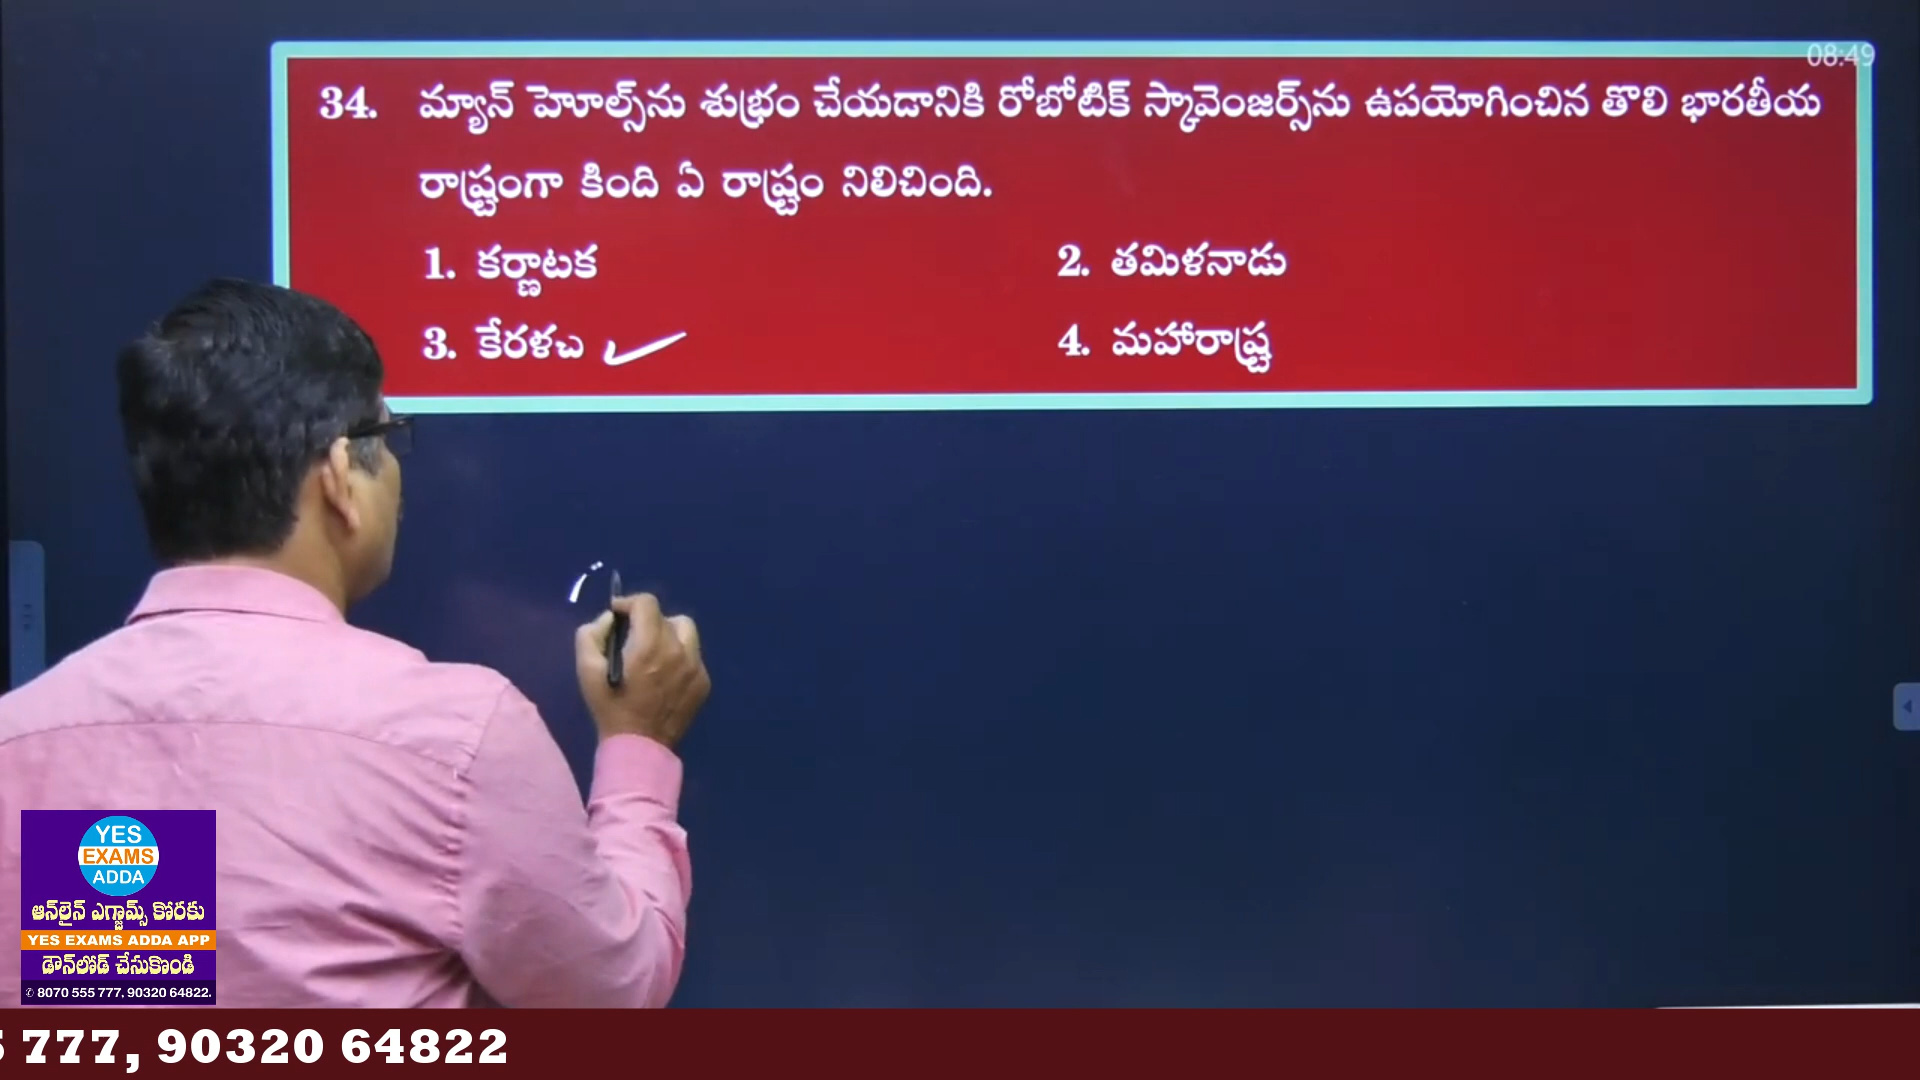 08:49
34. మ్యాన్ హెూల్స్‌ను శుభ్రం చేయడానికి రోబోటిక్ స్కావెంజర్స్‌ను ఉపయోగించిన తొలి భారతీయ
రాష్ట్రంగా కింది ఏ రాష్ట్రం నిలిచింది.
1. కర్ణాటక 2. తమిళనాడు
3. కేరళఎ 4. మహారాష్ట్ర
YES
EXAMS
ADDA
ఆన్‌లైన్ ఎగ్జామ్స్ కోరకు
YES EXAMS ADDA APP
డౌన్‌లోడ్ చేసుకొండి
✆ 8070 555 777, 90320 64822.
5 777, 90320 64822